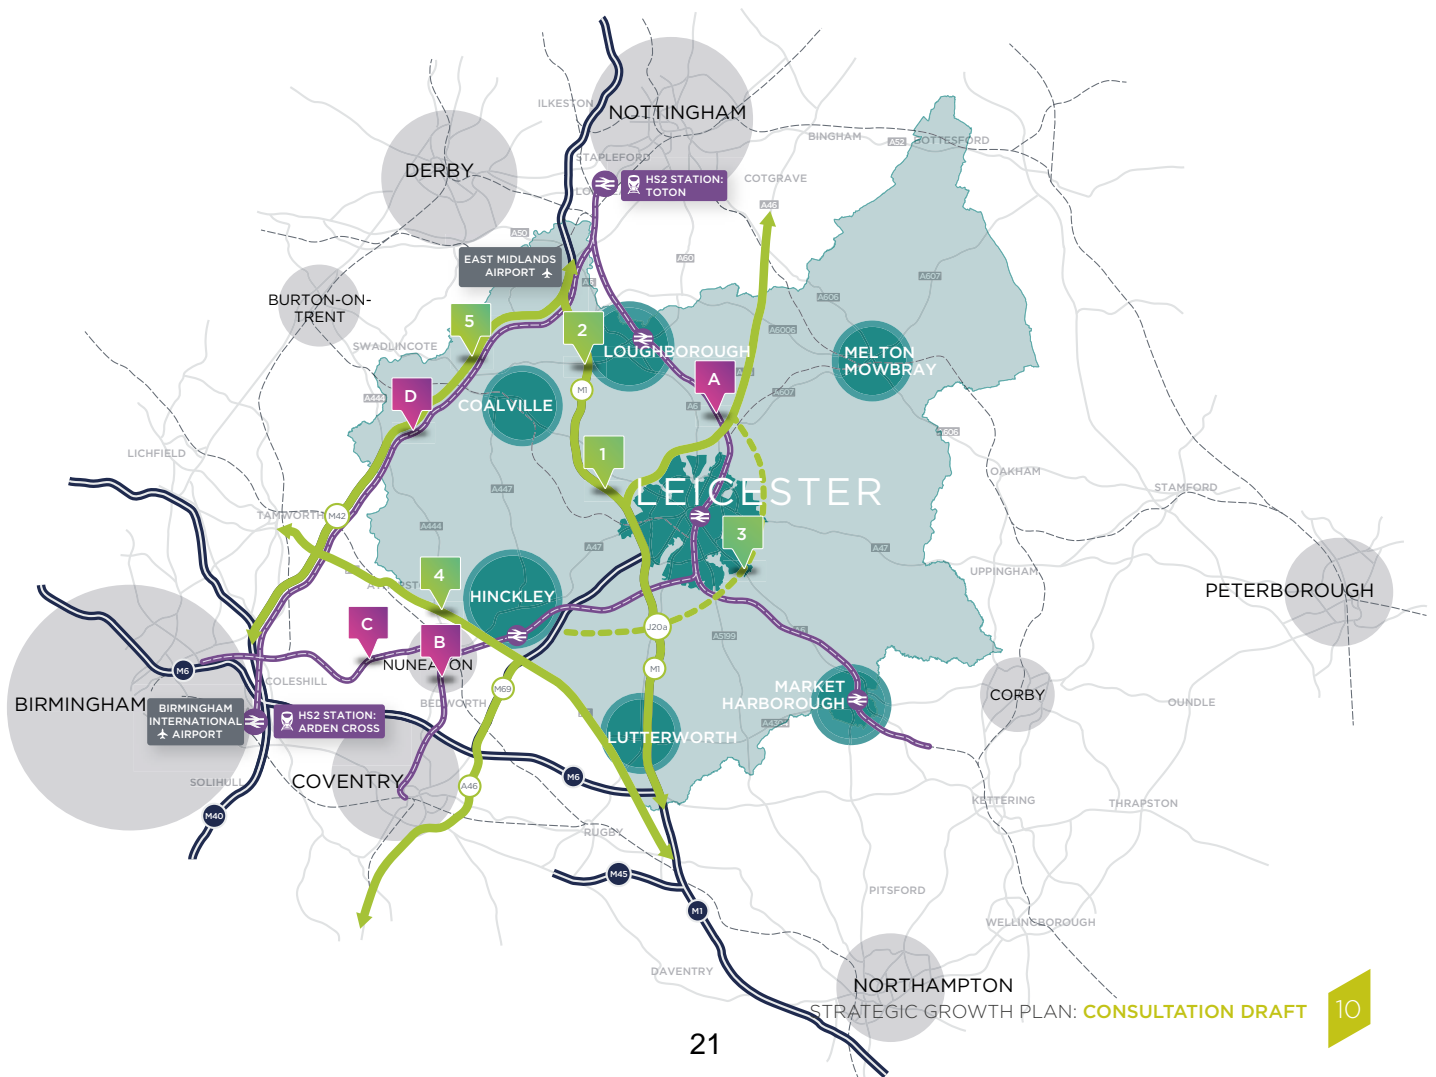 ILKESTON
NOTTINGHAM
BINGHAM
A52
BOTTESFORD
STAPLEFORD
DERBY
HS2 STATION:
TOTON
COTGRAVE
A46
A50
A60
EAST MIDLANDS
AIRPORT
A607
BURTON-ON-
TRENT
A606
5
2
A6006
SWADLINCOTE
LOUGHBOROUGH
MELTON
MOWBRAY
A
D
M1
A607
A444
COALVILLE
A6
LICHFIELD
1
OAKHAM
A447
LEICESTER
STAMFORD
TAMWORTH
M42
A444
3
A47
A47
UPPINGHAM
4
PETERBOROUGH
HINCKLEY
C
J20a
B
A5199
M6
NUNEATON
M1
COLESHILL
MARKET
HARBOROUGH
M69
BEDWORTH
CORBY
OUNDLE
BIRMINGHAM
BIRMINGHAM
INTERNATIONAL
AIRPORT
HS2 STATION:
ARDEN CROSS
LUTTERWORTH
SOLIHULL
COVENTRY
M6
A46
KETTERING
THRAPSTON
M40
RUGBY
M45
PITSFORD
M1
WELLINGBOROUGH
DAVENTRY
NORTHAMPTON
STRATEGIC GROWTH PLAN: CONSULTATION DRAFT
10
21